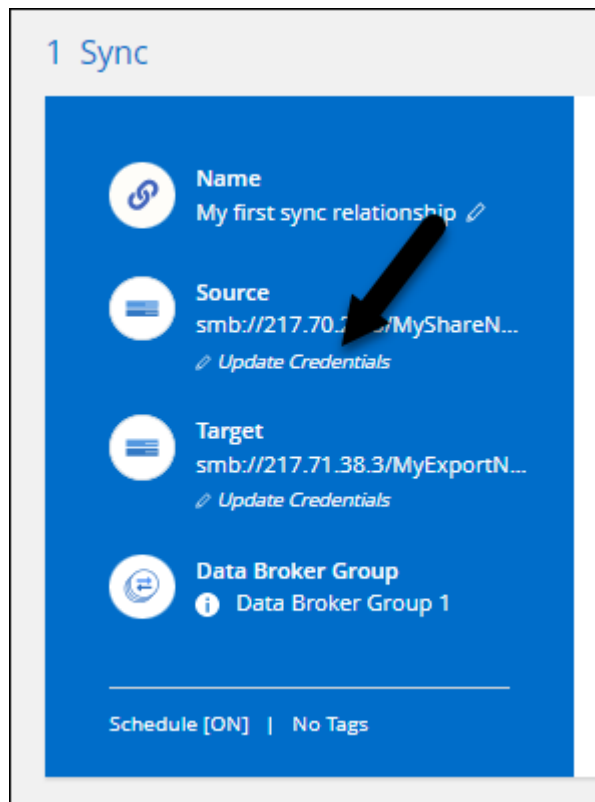 1 Sync
Name
My first sync relationship
Source
smb://217.70.2 /MyShareN...
Update Credentials
Target
smb://217.71.38.3/MyExportN...
Update Credentials
Data Broker Group
i Data Broker Group 1
Schedule [ON] | No Tags